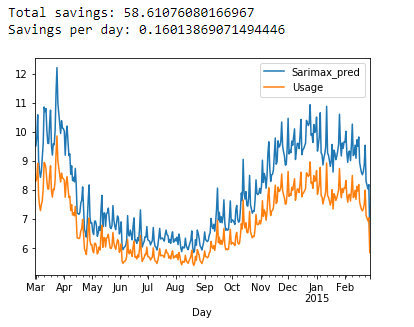 Total savings: 58.61076080166967
Savings per day: 0.16013869071494446
Sarimax_pred
Usage
12
11
10
9
8
7
6
Mar Apr May Jun Jul Aug Sep Oct Nov Dec Jan Feb
2015
Day